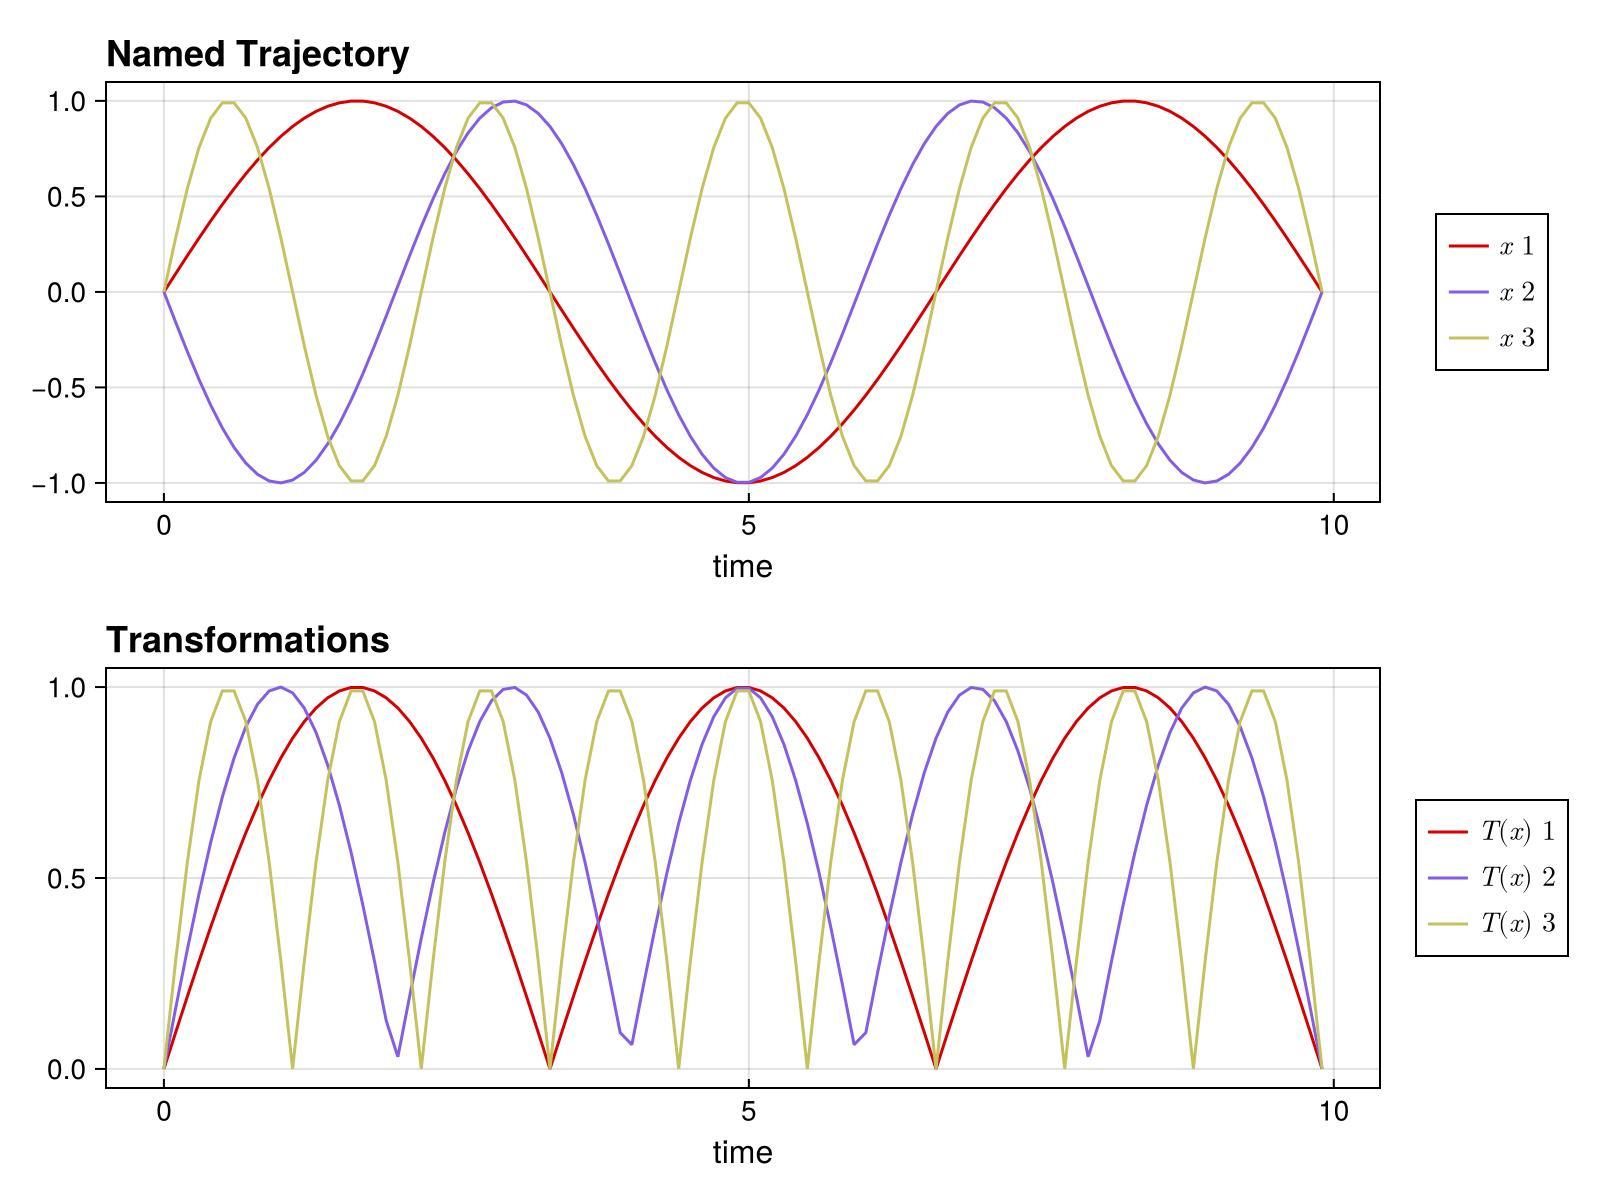 Named Trajectory
1.0
0.5
0.0
−0.5
−1.0
0 5 10
time
x 1
x 2
x 3
Transformations
1.0
0.5
0.0
0 5 10
time
T(x) 1
T(x) 2
T(x) 3